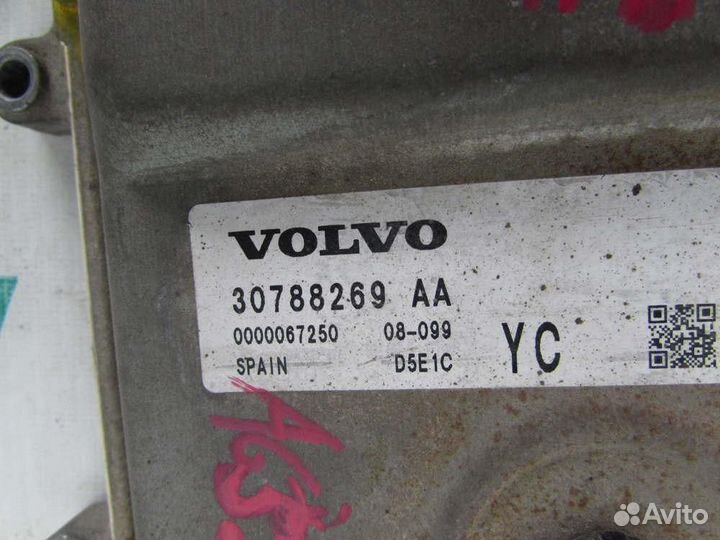 VOLVO
30788269 AA
0000067250 08-099
SPAIN D5E1C YC
Avito